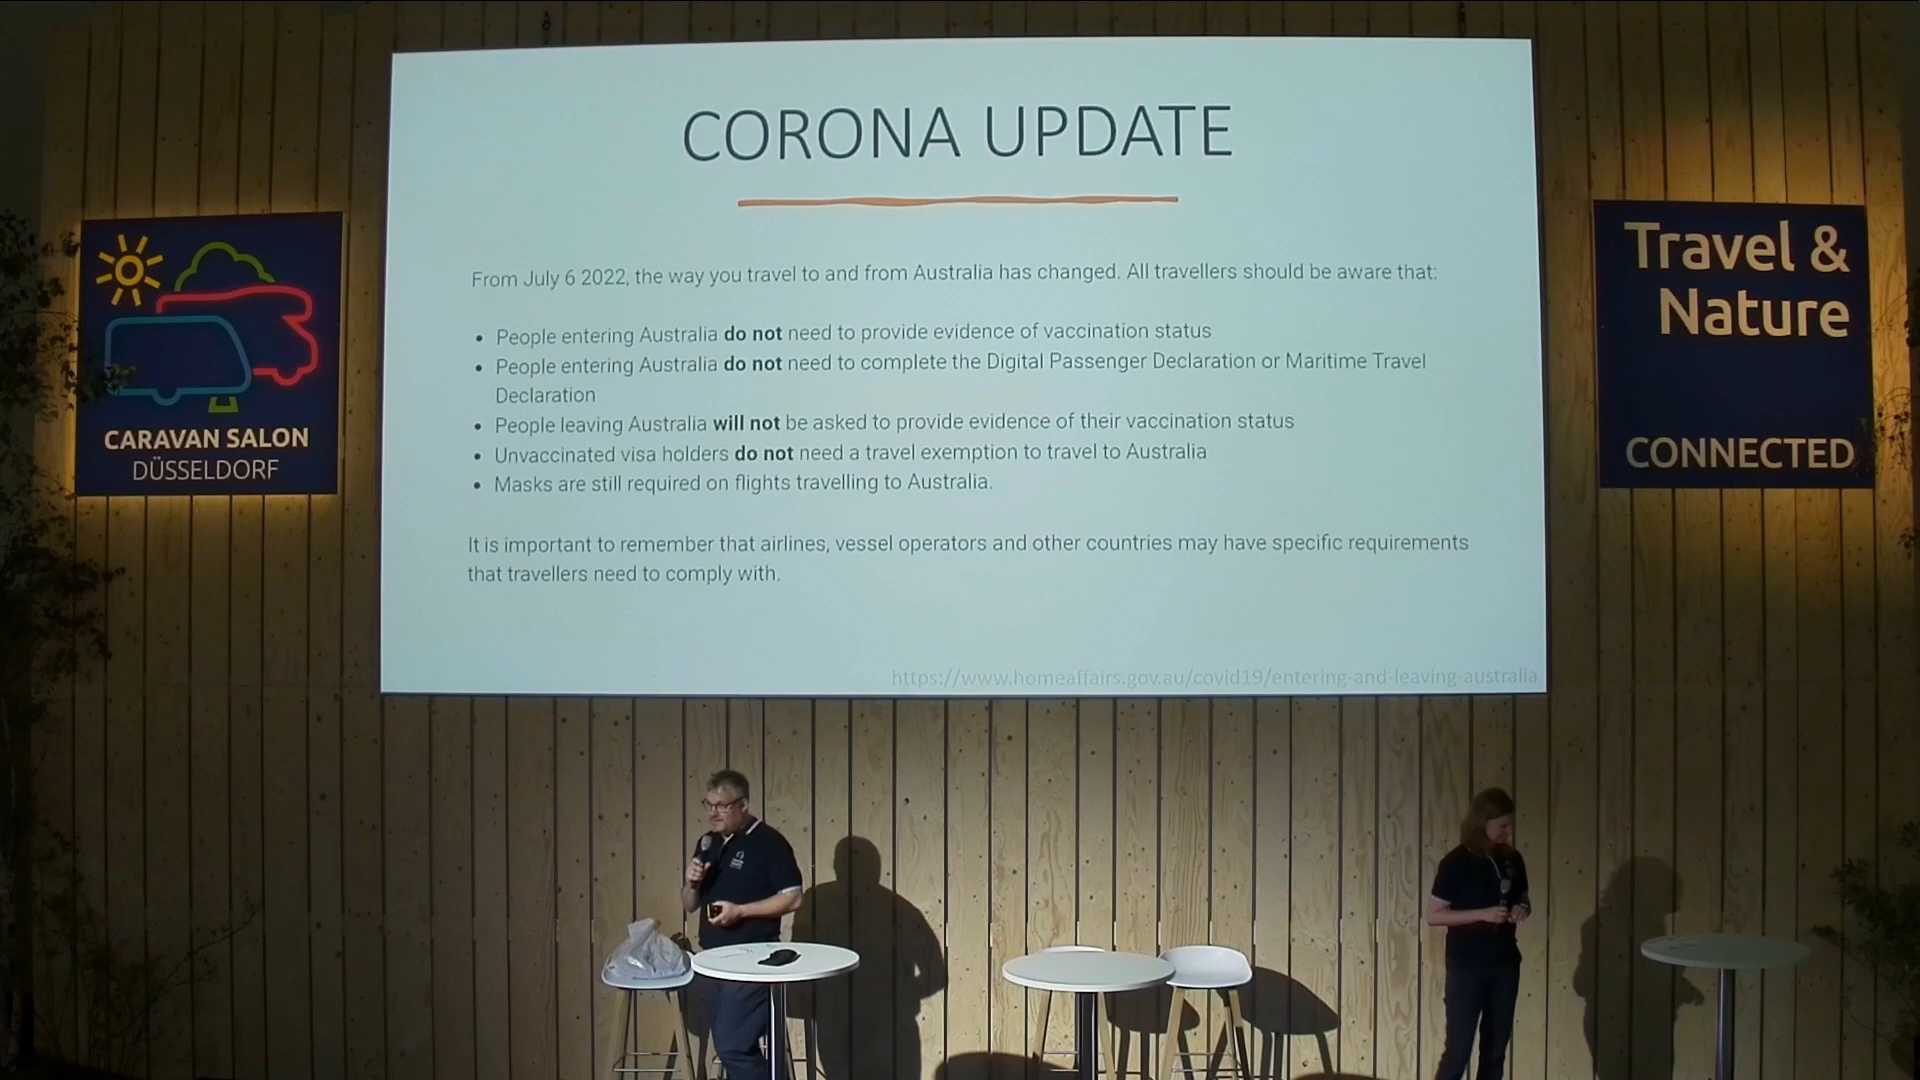 CORONA UPDATE
From July 6 2022, the way you travel to and from Australia has changed. All travellers should be aware that:
• People entering Australia do not need to provide evidence of vaccination status
• People entering Australia do not need to complete the Digital Passenger Declaration or Maritime Travel
Declaration
• People leaving Australia will not be asked to provide evidence of their vaccination status
• Unvaccinated visa holders do not need a travel exemption to travel to Australia
• Masks are still required on flights travelling to Australia.
It is important to remember that airlines, vessel operators and other countries may have specific requirements
that travellers need to comply with.
https://www.homeaffairs.gov.au/covid19/entering-and-leaving-australia
CARAVAN SALON
DÜSSELDORF
Travel &
Nature
CONNECTED